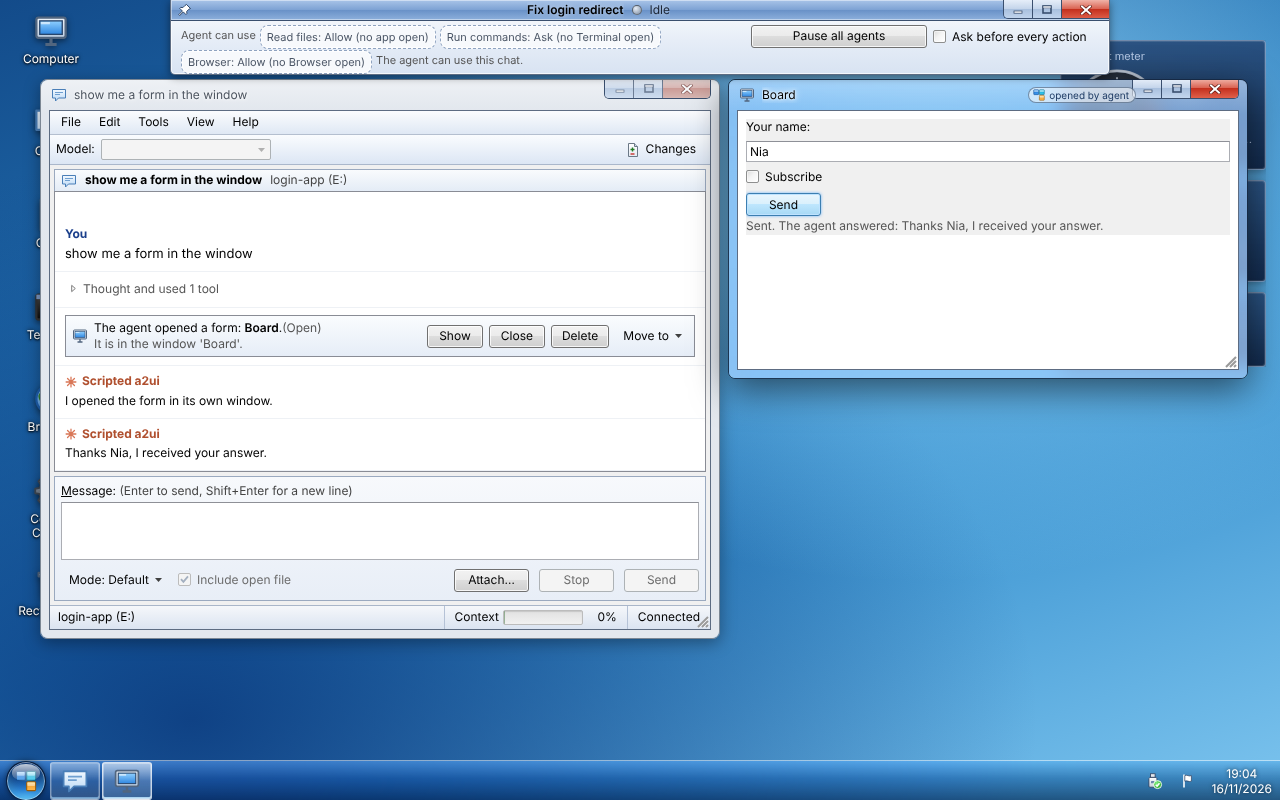 Fix login redirect Idle
Agent can use Read files: Allow (no app open) Run commands: Ask (no Terminal open)
Browser: Allow (no Browser open) The agent can use this chat.
Pause all agents Ask before every action
Computer
show me a form in the window
File Edit Tools View Help
Model: Changes
show me a form in the window login-app (E:)
You
show me a form in the window
Thought and used 1 tool
The agent opened a form: Board.(Open)
It is in the window 'Board'.
Show Close Delete Move to
Scripted a2ui
I opened the form in its own window.
Scripted a2ui
Thanks Nia, I received your answer.
Message: (Enter to send, Shift+Enter for a new line)
Mode: Default Include open file Attach... Stop Send
login-app (E:) Context 0% Connected
Board opened by agent
Your name:
Nia
Subscribe
Send
Sent. The agent answered: Thanks Nia, I received your answer.
meter
19:04
16/11/2026